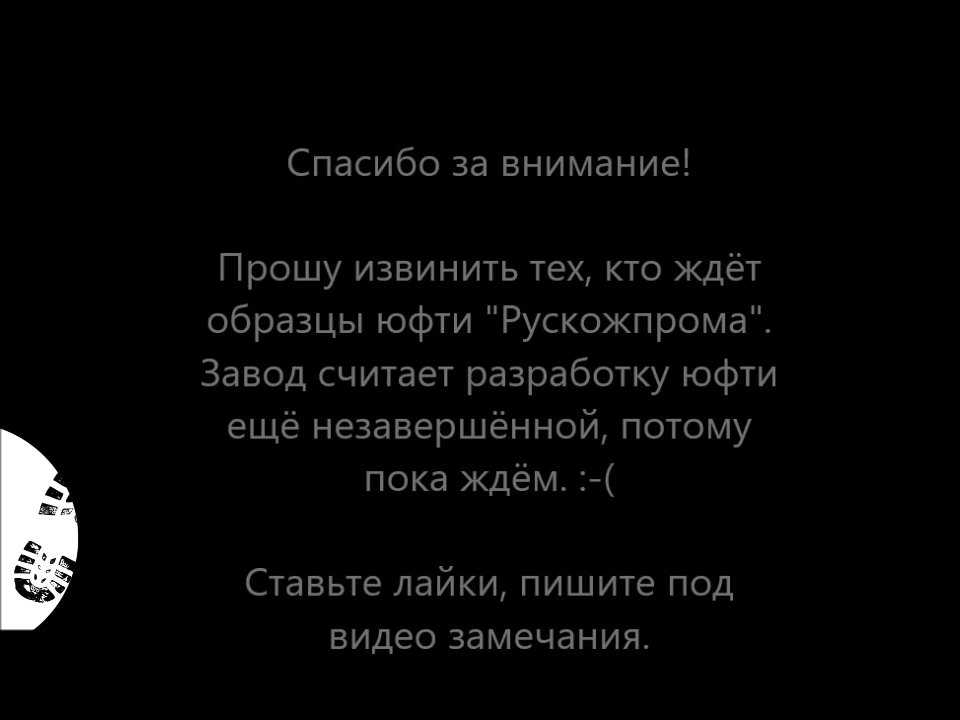 Спасибо за внимание!
Прошу извинить тех, кто ждёт
образцы юфти "Рускожпрома".
Завод считает разработку юфти
ещё незавершённой, потому
пока ждём. :-(
Ставьте лайки, пишите под
видео замечания.